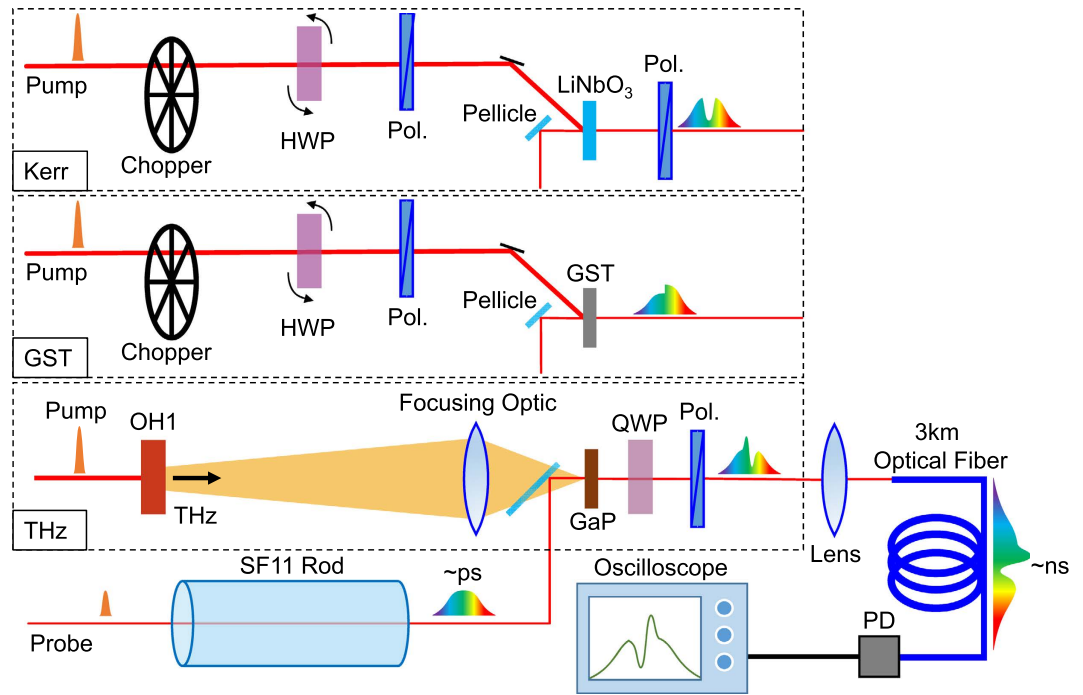 Pump
Chopper
HWP
Pol.
Pellicle
LiNbO3
Pol.
Kerr
Pump
Chopper
HWP
Pol.
Pellicle
GST
GST
Pump
OH1
THz
Focusing Optic
GaP
QWP
Pol.
THz
Lens
3km
Optical Fiber
~ns
SF11 Rod
~ps
Probe
Oscilloscope
PD